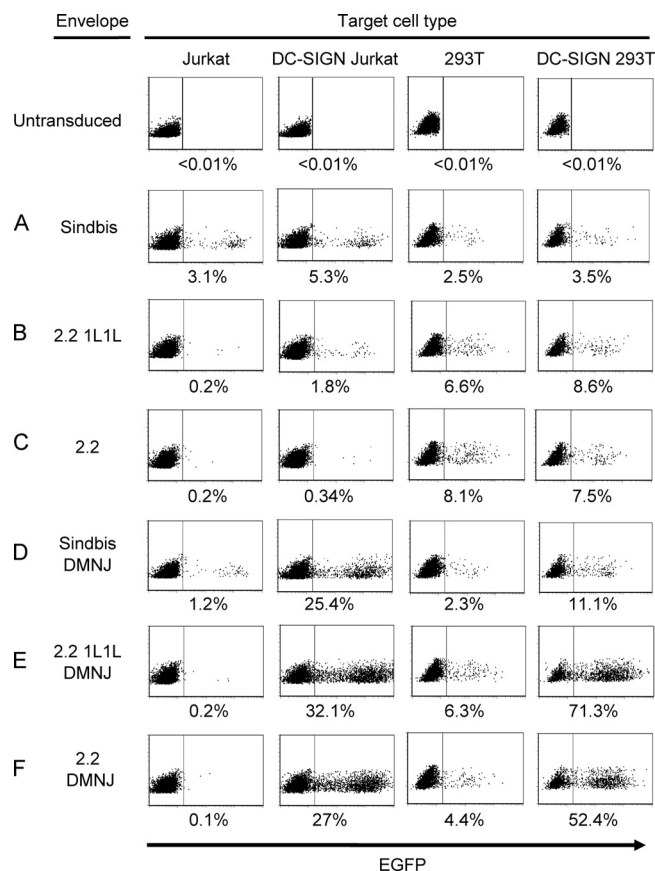 Envelope
Target cell type
Jurkat DC-SIGN Jurkat 293T DC-SIGN 293T
Untransduced
<0.01% <0.01% <0.01% <0.01%
A Sindbis
3.1% 5.3% 2.5% 3.5%
B 2.2 1L1L
0.2% 1.8% 6.6% 8.6%
C 2.2
0.2% 0.34% 8.1% 7.5%
D Sindbis
DMNJ
1.2% 25.4% 2.3% 11.1%
E 2.2 1L1L
DMNJ
0.2% 32.1% 6.3% 71.3%
F 2.2
DMNJ
0.1% 27% 4.4% 52.4%
EGFP